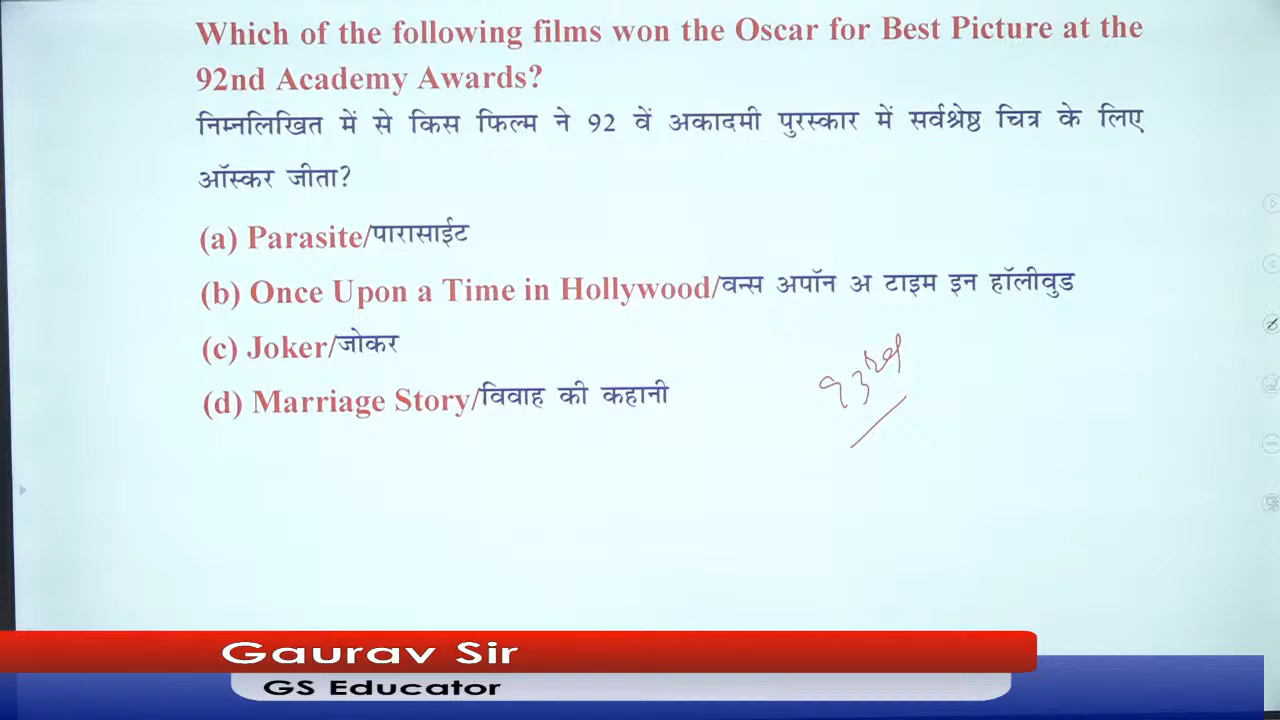 Which of the following films won the Oscar for Best Picture at the
92nd Academy Awards?
निम्नलिखित में से किस फिल्म ने 92 वें अकादमी पुरस्कार में सर्वश्रेष्ठ चित्र के लिए
ऑस्कर जीता?
(a) Parasite/पारासाईट
(b) Once Upon a Time in Hollywood/वन्स अपॉन अ टाइम इन हॉलीवुड
(c) Joker/जोकर
(d) Marriage Story/विवाह की कहानी
93rd
Gaurav Sir
GS Educator